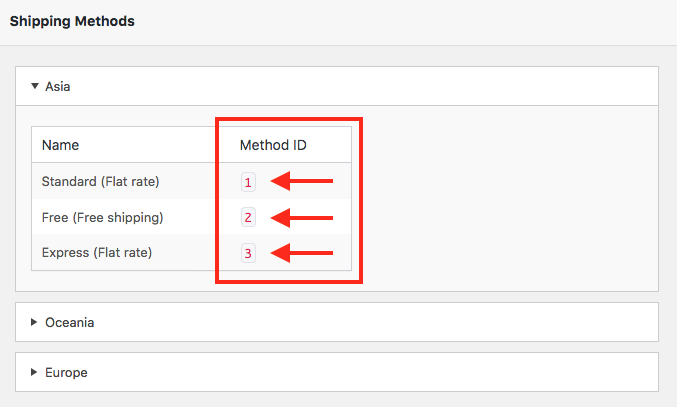 Shipping Methods
Asia
Name Method ID
Standard (Flat rate) 1
Free (Free shipping) 2
Express (Flat rate) 3
Oceania
Europe